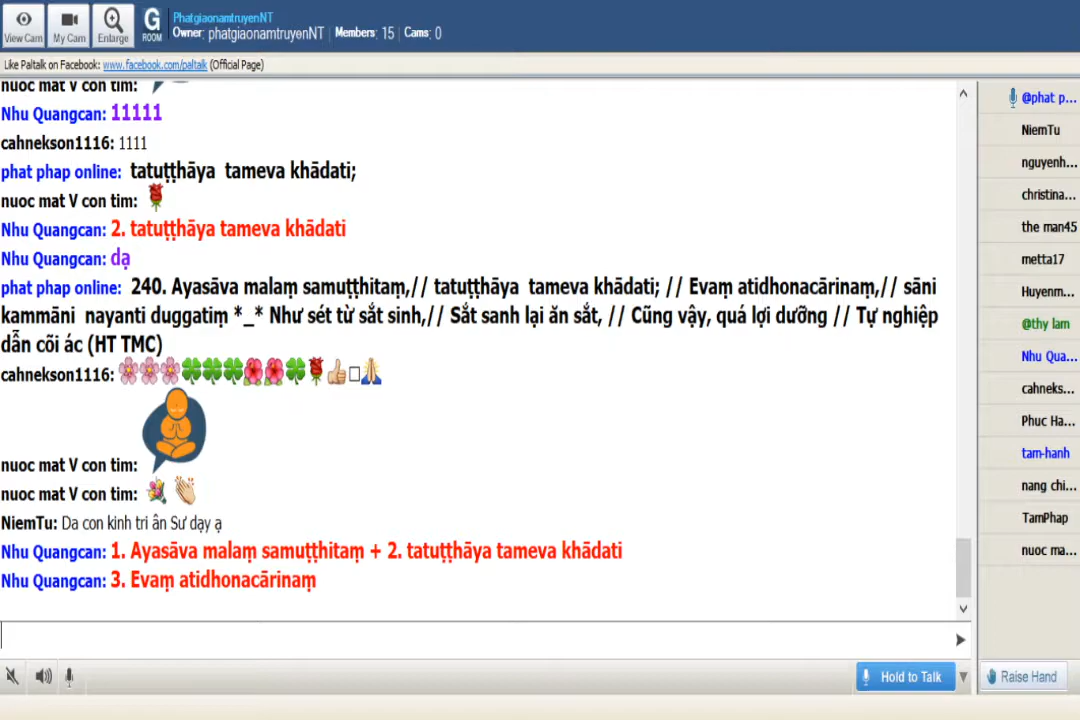 View Cam
My Cam
Enlarge
G
ROOM
PhatgiaonamtruyenNT
Owner: phatgiaonamtruyenNT Members: 15 Cams: 0
Like Paltalk on Facebook: www.facebook.com/paltalk (Official Page)
nuoc mat V con tim:
Nhu Quangcan: 11111
cahnekson1116: 1111
phat phap online: tatuṭṭhāya tameva khādati;
nuoc mat V con tim:
Nhu Quangcan: 2. tatuṭṭhāya tameva khādati
Nhu Quangcan: dạ
phat phap online: 240. Ayasāva malaṃ samuṭṭhitaṃ,// tatuṭṭhāya tameva khādati; // Evaṃ atidhonacārinaṃ,// sāni
kammāni nayanti duggatiṃ *_* Như sét từ sắt sinh,// Sắt sanh lại ăn sắt, // Cũng vậy, quá lợi dưỡng // Tự nghiệp
dẫn cõi ác (HT TMC)
cahnekson1116:
nuoc mat V con tim:
nuoc mat V con tim:
NiemTu: Da con kinh tri ân Sư dạy ạ
Nhu Quangcan: 1. Ayasāva malaṃ samuṭṭhitaṃ + 2. tatuṭṭhāya tameva khādati
Nhu Quangcan: 3. Evaṃ atidhonacārinaṃ
@phat p...
NiemTu
nguyenh...
christina...
the man45
metta17
Huyenm...
@thy lam
Nhu Qua...
cahneks...
Phuc Ha...
tam-hanh
nang chi...
TamPhap
nuoc ma...
Hold to Talk
Raise Hand